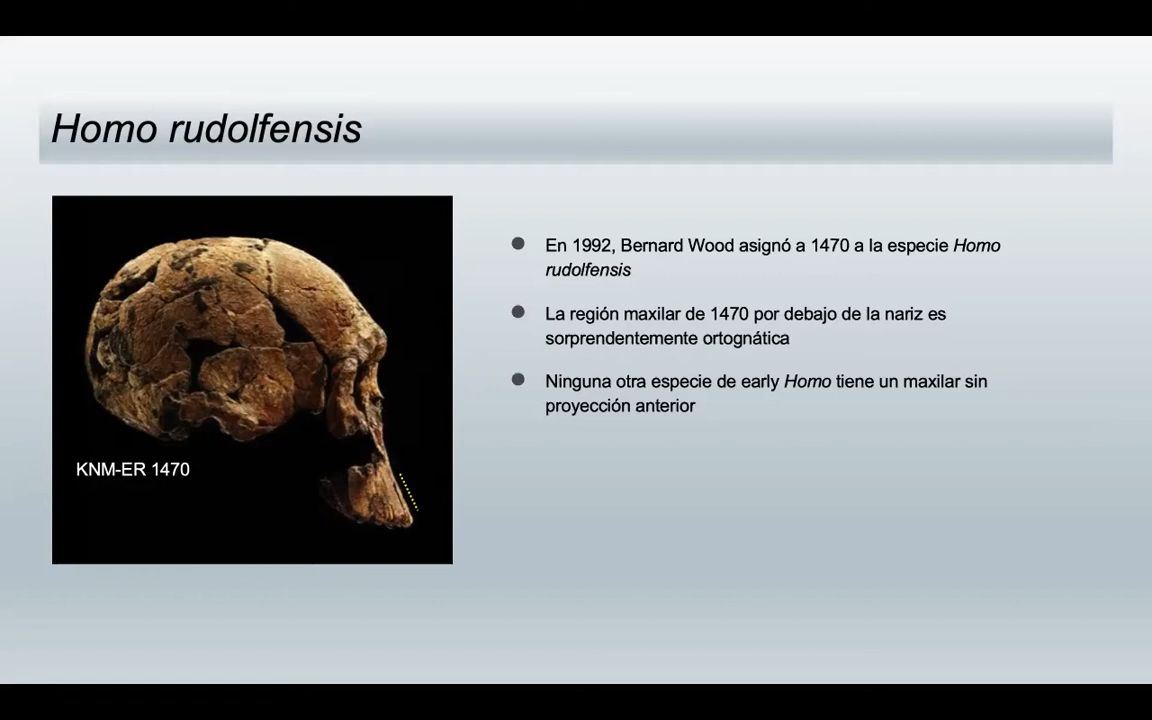 Homo rudolfensis
En 1992, Bernard Wood asignó a 1470 a la especie Homo
rudolfensis
La región maxilar de 1470 por debajo de la nariz es
sorprendentemente ortognática
Ninguna otra especie de early Homo tiene un maxilar sin
proyección anterior
KNM-ER 1470